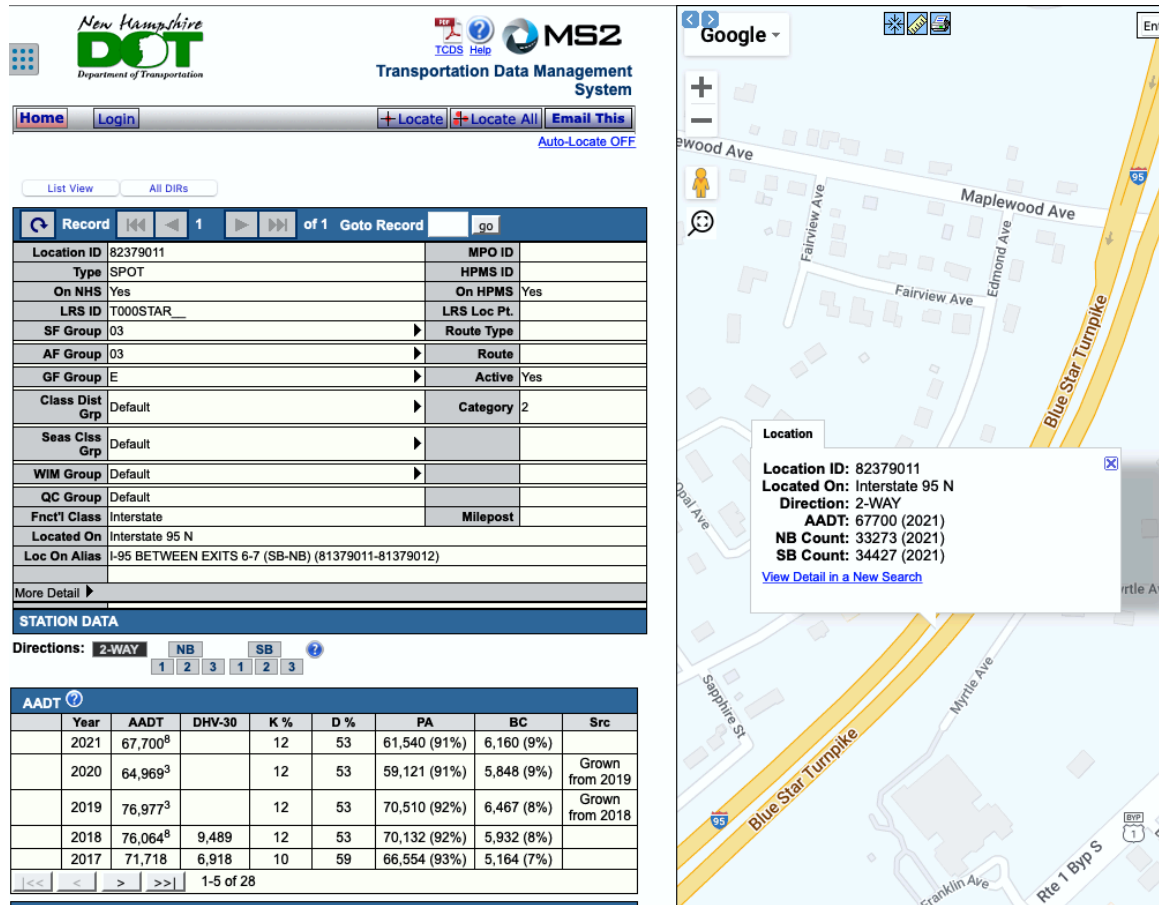 New Hampshire
DOT
Department of Transportation
PDF
TCDS Help
MS2
Transportation Data Management
System
Home Login Locate Locate All Email This
Auto-Locate OFF
List View All DIRs
Record 1 of 1 Goto Record go
Location ID 82379011 MPO ID
Type SPOT HPMS ID
On NHS Yes On HPMS Yes
LRS ID T000STAR__ LRS Loc Pt.
SF Group 03 Route Type
AF Group 03 Route
GF Group E Active Yes
Class Dist
Grp Default Category 2
Seas Clss
Grp Default
WIM Group Default
QC Group Default
Fnct'l Class Interstate Milepost
Located On Interstate 95 N
Loc On Alias I-95 BETWEEN EXITS 6-7 (SB-NB) (81379011-81379012)
More Detail
STATION DATA
Directions: 2-WAY NB SB ?
1 2 3 1 2 3
AADT ?
Year AADT DHV-30 K % D % PA BC Src
2021 67,700⁸ 12 53 61,540 (91%) 6,160 (9%)
2020 64,969³ 12 53 59,121 (91%) 5,848 (9%) Grown
from 2019
2019 76,977³ 12 53 70,510 (92%) 6,467 (8%) Grown
from 2018
2018 76,064⁸ 9,489 12 53 70,132 (92%) 5,932 (8%)
2017 71,718 6,918 10 59 66,554 (93%) 5,164 (7%)
|<< < > >>| 1-5 of 28
Google
Ent
ewood Ave
95
Maplewood Ave
Fairview Ave
Edmond Ave
Fairview Ave
Blue Star Turnpike
Location
Location ID: 82379011
Located On: Interstate 95 N
Direction: 2-WAY
AADT: 67700 (2021)
NB Count: 33273 (2021)
SB Count: 34427 (2021)
View Detail in a New Search
Opal Ave
yrtle A
Myrtle Ave
Sapphire St
Blue Star Turnpike
95
BYP
1
Rte 1 Byp S
Franklin Ave